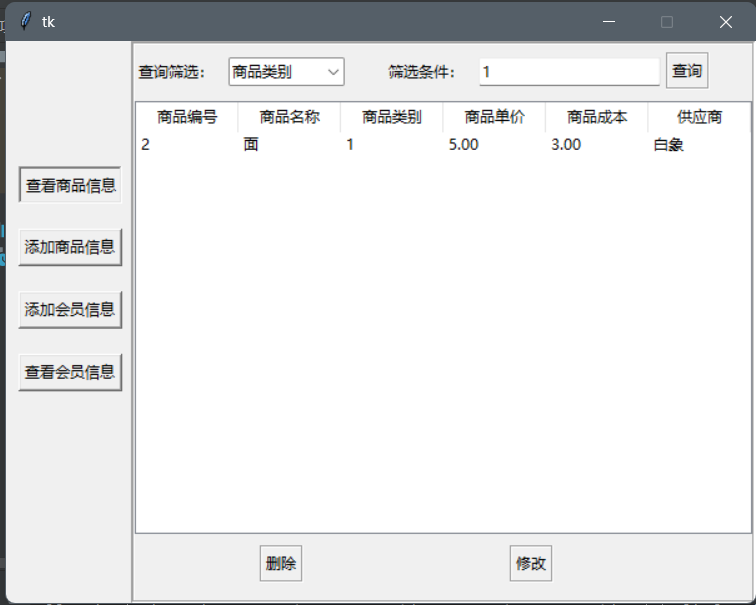 tk
查询筛选： 商品类别 筛选条件： 1 查询
商品编号 商品名称 商品类别 商品单价 商品成本 供应商
2 面 1 5.00 3.00 白象
查看商品信息
添加商品信息
添加会员信息
查看会员信息
删除 修改